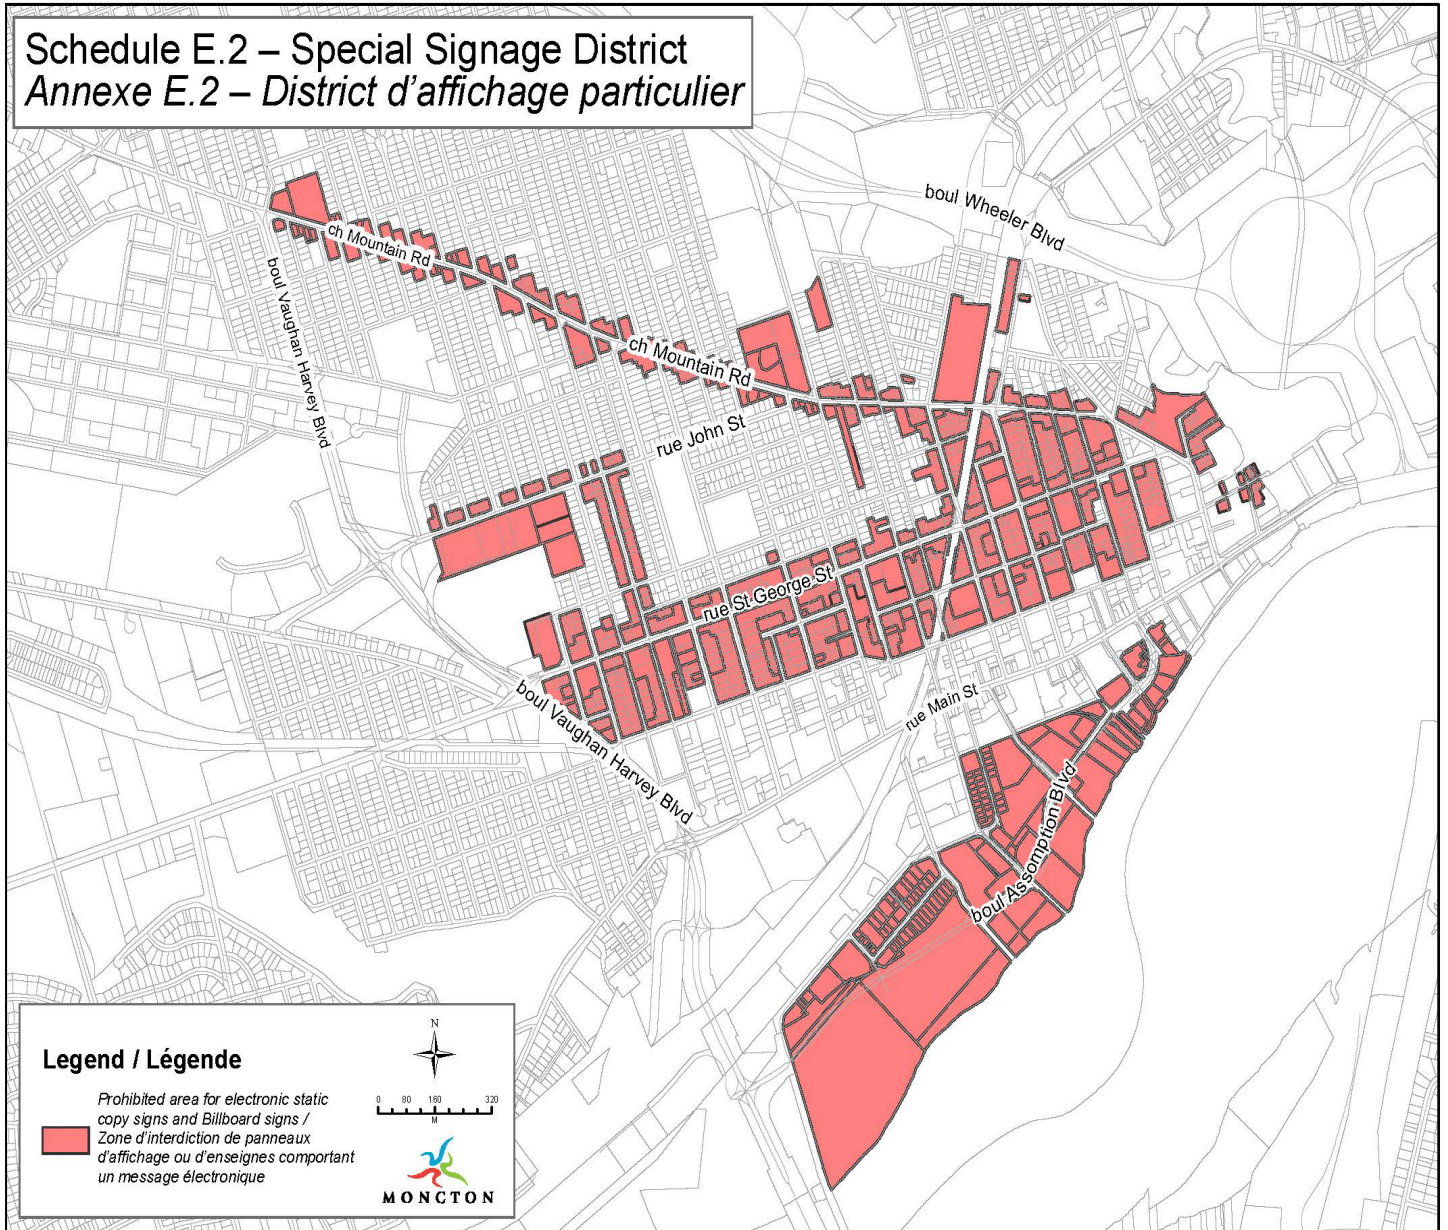 Schedule E.2 – Special Signage District
Annexe E.2 – District d'affichage particulier
boul Wheeler Blvd
ch Mountain Rd
boul Vaughan Harvey Blvd
ch Mountain Rd
rue John St
rue St George St
boul Vaughan Harvey Blvd
rue Main St
boul Assomption Blvd
Legend / Légende
N
0 80 160 320
M
Prohibited area for electronic static
copy signs and Billboard signs /
Zone d'interdiction de panneaux
d'affichage ou d'enseignes comportant
un message électronique
MONCTON